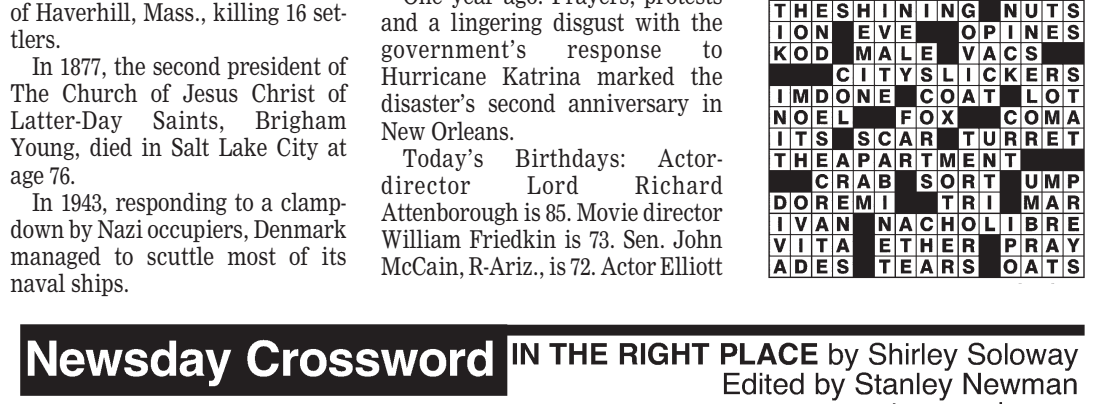 of Haverhill, Mass., killing 16 set-
tlers.
In 1877, the second president of
The Church of Jesus Christ of
Latter-Day Saints, Brigham
Young, died in Salt Lake City at
age 76.
In 1943, responding to a clamp-
down by Nazi occupiers, Denmark
managed to scuttle most of its
naval ships.
One year ago: Prayers, protests
and a lingering disgust with the
government's response to
Hurricane Katrina marked the
disaster's second anniversary in
New Orleans.
Today's Birthdays: Actor-
director Lord Richard
Attenborough is 85. Movie director
William Friedkin is 73. Sen. John
McCain, R-Ariz., is 72. Actor Elliott
THESHINING NUTS
ION EVE OPINES
KOD MALE VACS
CITYSLICKERS
IMDONE COAT LOT
NOEL FOX COMA
ITS SCAR TURRET
THEAPARTMENT
CRAB SORT UMP
DOREMI TRI MAR
IVAN NACHOLIBRE
VITA ETHER PRAY
ADES TEARS OATS
Newsday Crossword
IN THE RIGHT PLACE by Shirley Soloway
Edited by Stanley Newman